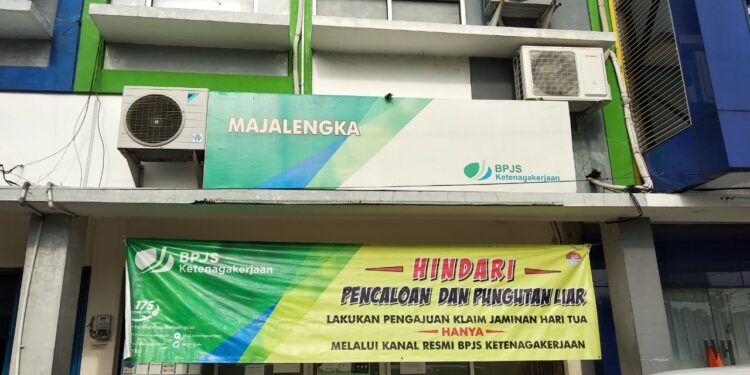 MAJALENGKA
BPJS
Ketenagakerjaan
BPJS
Ketenagakerjaan
HINDARI
PENCALOAN DAN PUNGUTAN LIAR
LAKUKAN PENGAJUAN KLAIM JAMINAN HARI TUA
HANYA
MELALUI KANAL RESMI BPJS KETENAGAKERJAAN
175